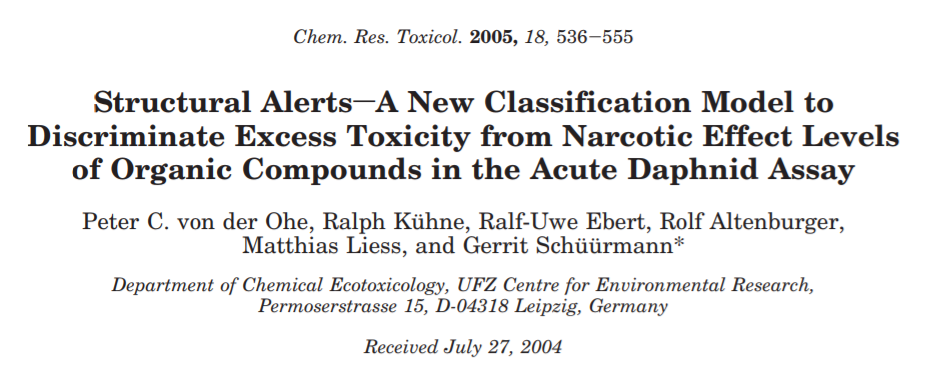 Chem. Res. Toxicol. 2005, 18, 536−555
Structural Alerts—A New Classification Model to
Discriminate Excess Toxicity from Narcotic Effect Levels
of Organic Compounds in the Acute Daphnid Assay
Peter C. von der Ohe, Ralph Kühne, Ralf-Uwe Ebert, Rolf Altenburger,
Matthias Liess, and Gerrit Schüürmann*
Department of Chemical Ecotoxicology, UFZ Centre for Environmental Research,
Permoserstrasse 15, D-04318 Leipzig, Germany
Received July 27, 2004